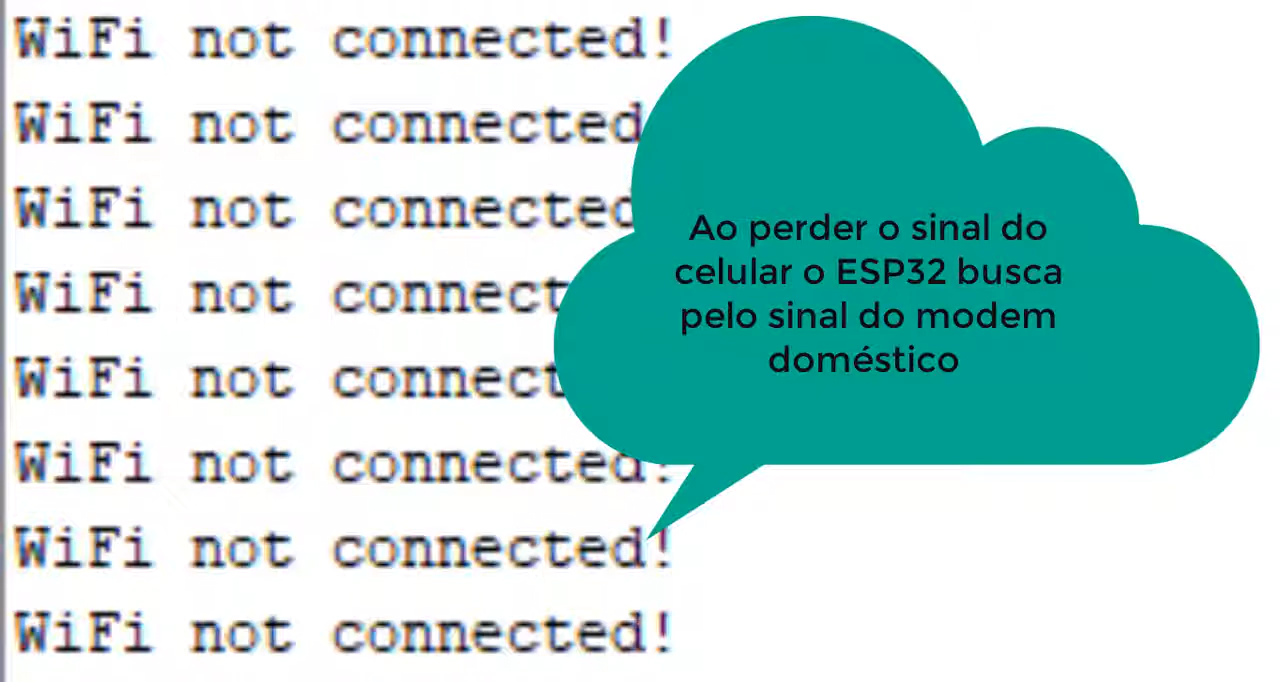 WiFi not connected!
WiFi not connected
WiFi not connected
WiFi not connect
WiFi not connect
WiFi not connected!
WiFi not connected!
WiFi not connected!
Ao perder o sinal do
celular o ESP32 busca
pelo sinal do modem
doméstico